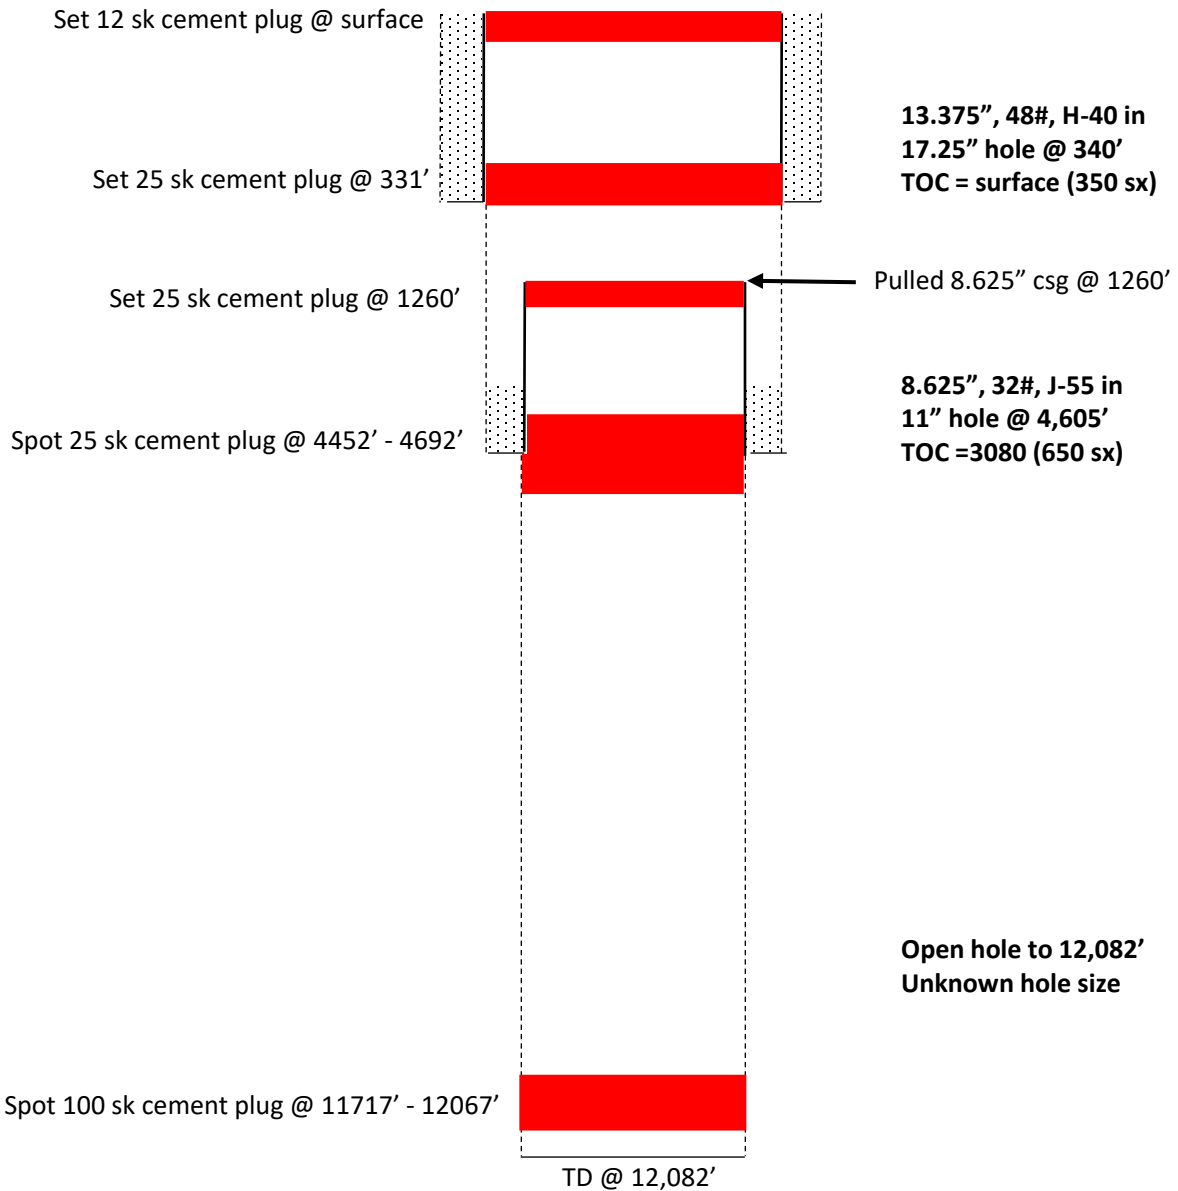 Set 12 sk cement plug @ surface
13.375”, 48#, H-40 in
17.25” hole @ 340’
TOC = surface (350 sx)
Set 25 sk cement plug @ 331’
Pulled 8.625” csg @ 1260’
Set 25 sk cement plug @ 1260’
8.625”, 32#, J-55 in
11” hole @ 4,605’
TOC =3080 (650 sx)
Spot 25 sk cement plug @ 4452’ - 4692’
Open hole to 12,082’
Unknown hole size
Spot 100 sk cement plug @ 11717’ - 12067’
TD @ 12,082’